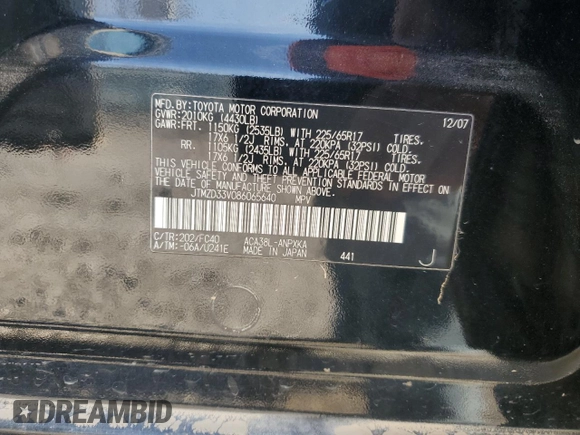 MFD.BY:TOYOTA MOTOR CORPORATION 12/07
GVWR:2010KG (4430LB)
GAWR:FRT. 1150KG (2535LB) WITH 225/65R17 TIRES.
17X6 1/2J RIMS, AT 220KPA (32PSI) COLD.
RR. 1105KG (2435LB) WITH 225/65R17 TIRES.
17X6 1/2J RIMS, AT 220KPA (32PSI) COLD.
THIS VEHICLE CONFORMS TO ALL APPLICABLE FEDERAL MOTOR
VEHICLE SAFETY AND THEFT PREVENTION STANDARDS IN EFFECT ON
THE DATE OF MANUFACTURE SHOWN ABOVE.
JTMZD33V086065640 MPV
C/TR:202/FC40 ACA38L-ANPXKA
A/TM:-06A/U241E MADE IN JAPAN 441 J
DREAMBID